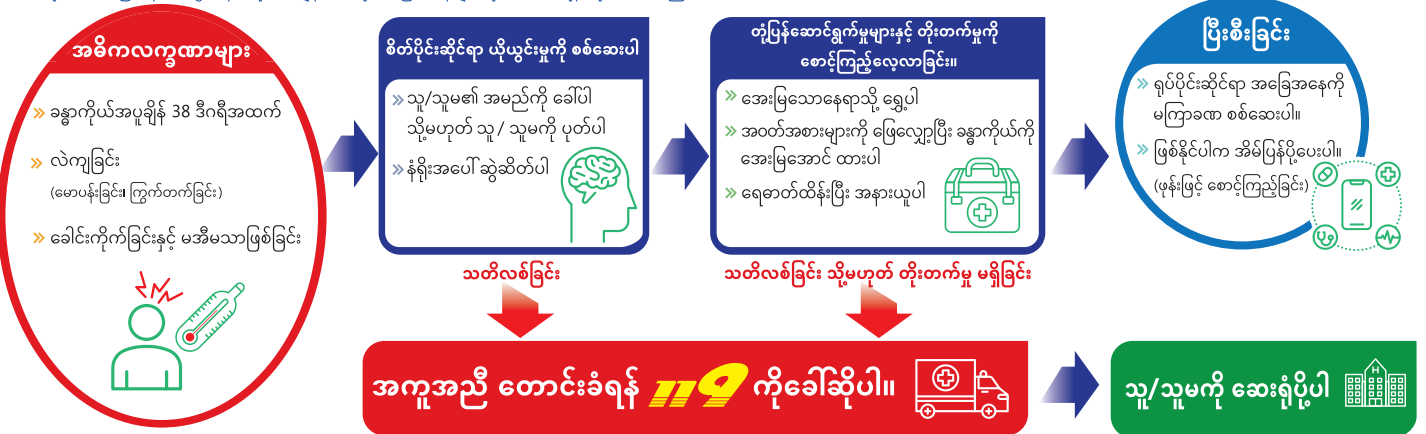 အဓိကလက္ခဏာများ
ခန္ဓာကိုယ်အပူချိန် 38 ဒီဂရီအထက်
လဲကျခြင်း
(မောပန်းခြင်း၊ ကြွက်တက်ခြင်း)
ခေါင်းကိုက်ခြင်းနှင့် မအီမသာဖြစ်ခြင်း
စိတ်ပိုင်းဆိုင်ရာ ယိုယွင်းမှုကို စစ်ဆေးပါ
သူ/သူမ၏ အမည်ကို ခေါ်ပါ
သို့မဟုတ် သူ / သူမကို ပုတ်ပါ
နံရိုးအပေါ် ဆွဲဆိတ်ပါ
သတိလစ်ခြင်း
တုံ့ပြန်ဆောင်ရွက်မှုများနှင့် တိုးတက်မှုကို
စောင့်ကြည့်လေ့လာခြင်း။
အေးမြသောနေရာသို့ ရွှေ့ပါ
အဝတ်အစားများကို ဖြေလျှော့ပြီး ခန္ဓာကိုယ်ကို
အေးမြအောင် ထားပါ
ရေဓာတ်ထိန်းပြီး အနားယူပါ
သတိလစ်ခြင်း သို့မဟုတ် တိုးတက်မှု မရှိခြင်း
ပြီးစီးခြင်း
ရုပ်ပိုင်းဆိုင်ရာ အခြေအနေကို
မကြာခဏ စစ်ဆေးပါ။
ဖြစ်နိုင်ပါက အိမ်ပြန်ပို့ပေးပါ။
(ဖုန်းဖြင့် စောင့်ကြည့်ခြင်း)
အကူအညီ တောင်းခံရန် 119 ကိုခေါ်ဆိုပါ။
H
သူ/သူမကို ဆေးရုံပို့ပါ